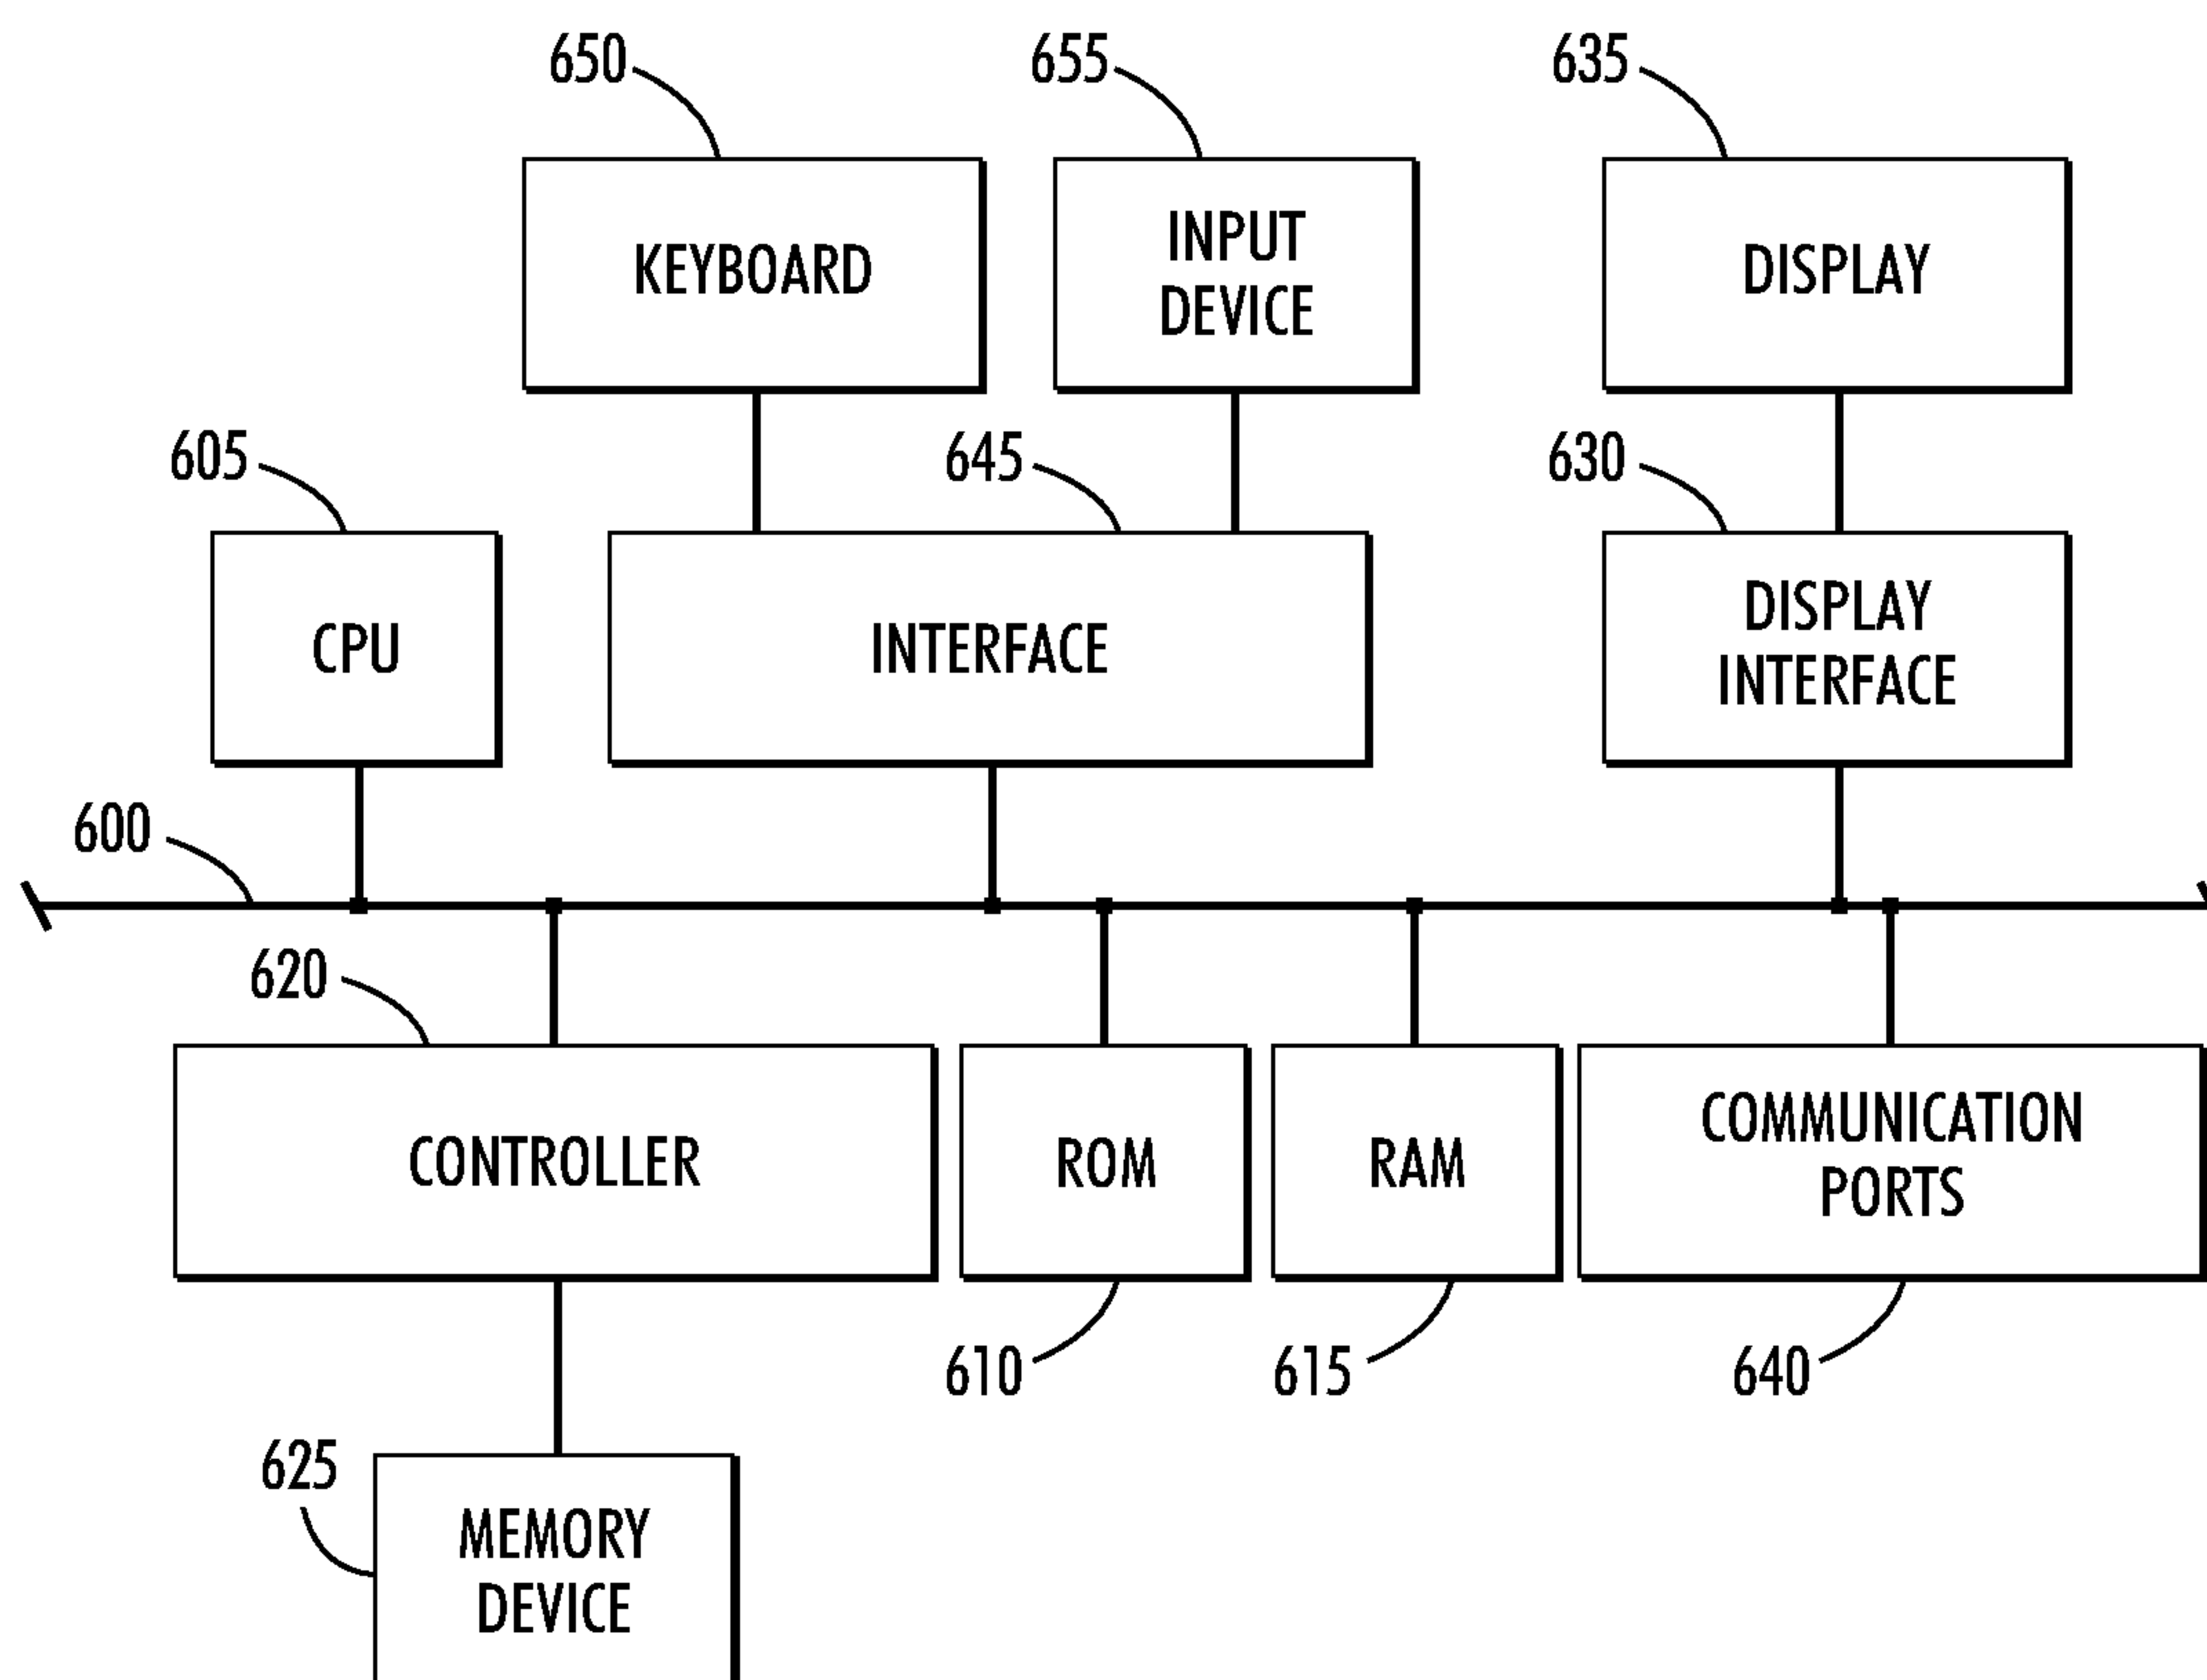 650
655
635
KEYBOARD
INPUT
DEVICE
DISPLAY
605
645
630
CPU
INTERFACE
DISPLAY
INTERFACE
600
620
CONTROLLER
ROM
RAM
COMMUNICATION
PORTS
610
615
640
625
MEMORY
DEVICE